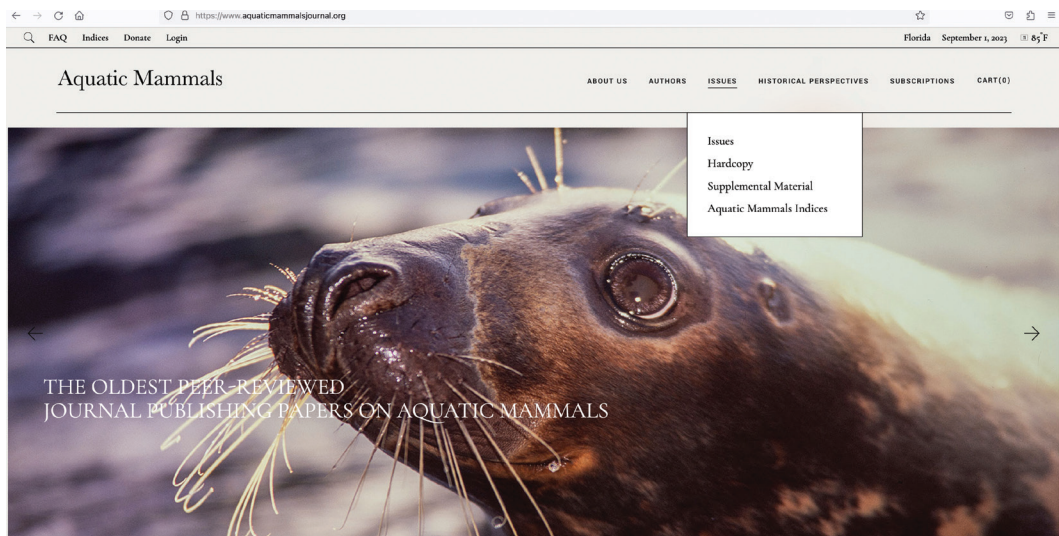 https://www.aquaticmammalsjournal.org
FAQ Indices Donate Login Florida September 1, 2023 85°F
Aquatic Mammals
ABOUT US AUTHORS ISSUES HISTORICAL PERSPECTIVES SUBSCRIPTIONS CART(0)
Issues
Hardcopy
Supplemental Material
Aquatic Mammals Indices
THE OLDEST PEER-REVIEWED
JOURNAL PUBLISHING PAPERS ON AQUATIC MAMMALS